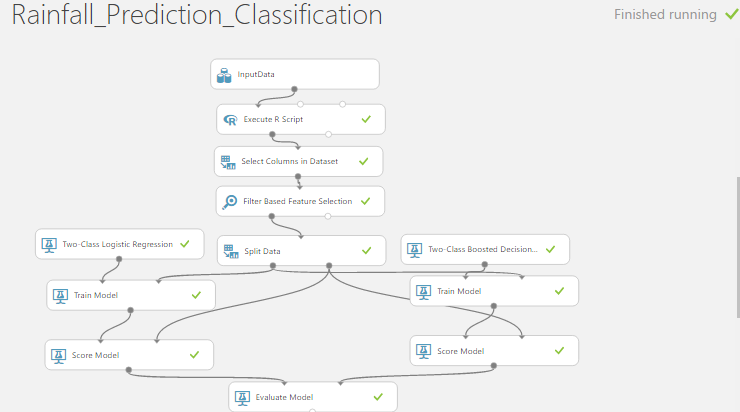 Rainfall_Prediction_Classification
Finished running
InputData
Execute R Script
Select Columns in Dataset
Filter Based Feature Selection
Two-Class Logistic Regression
Split Data
Two-Class Boosted Decision...
Train Model
Train Model
Score Model
Score Model
Evaluate Model